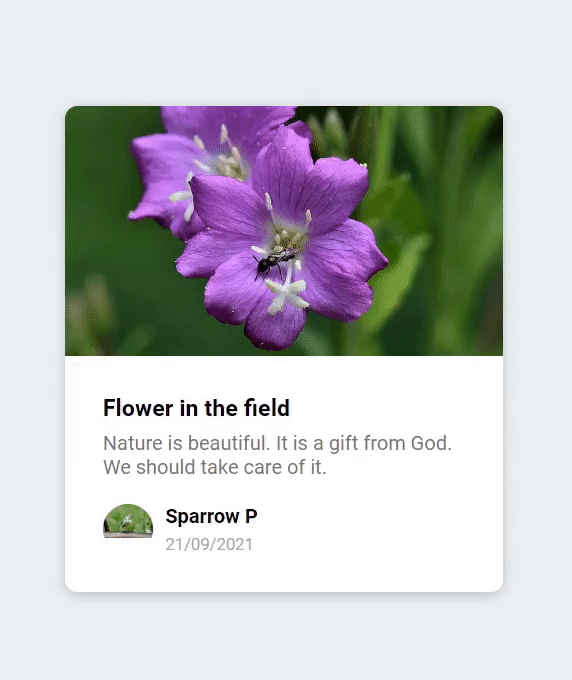 Flower in the field
Nature is beautiful. It is a gift from God.
We should take care of it.
Sparrow P
21/09/2021